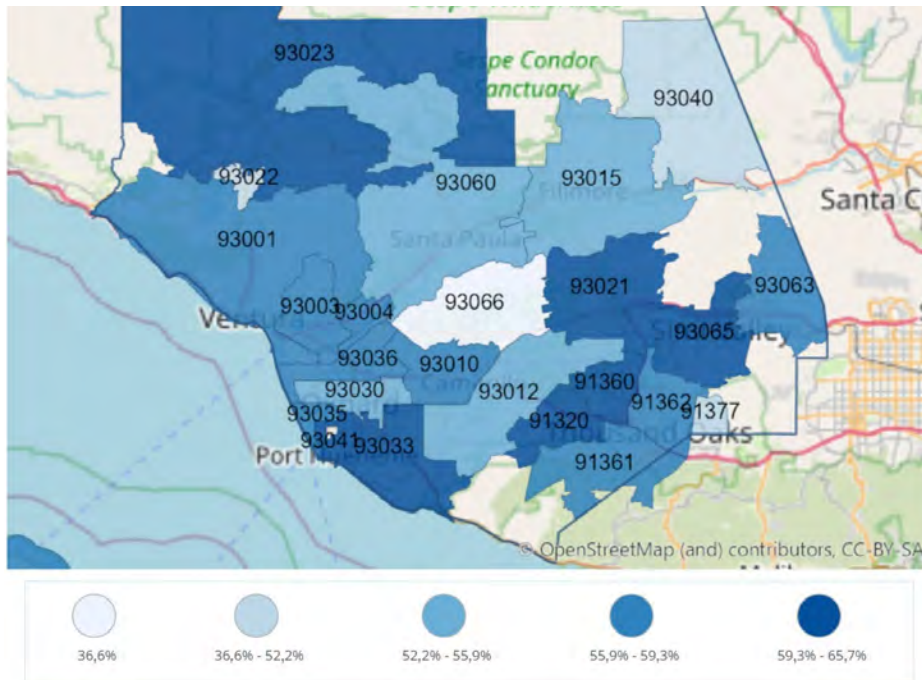 93023
Sespe Condor
Sanctuary
93040
93022
93060
93015
Fillmore
Santa C
93001
Santa Paula
93003
93004
93066
93021
93063
Ventura
93065
93036
93010
93030
93012
91360
91362
91377
93035
91320
Thousand Oaks
93041
93033
Port Hueneme
91361
© OpenStreetMap (and) contributors, CC-BY-SA
36,6%
36,6% - 52,2%
52,2% - 55,9%
55,9% - 59,3%
59,3% - 65,7%